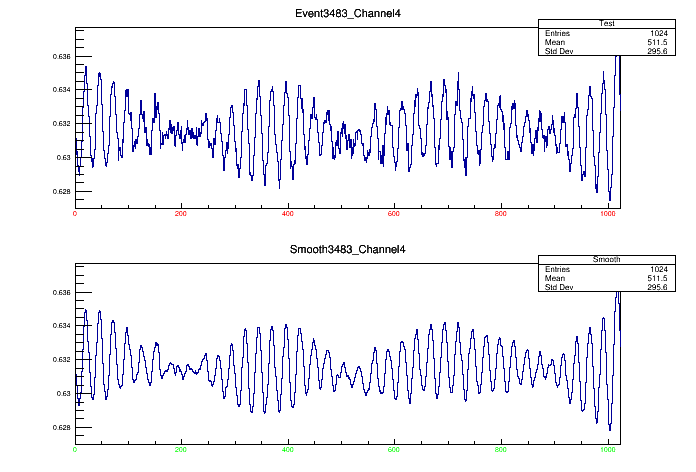 Event3483_Channel4
Test
Entries 1024
Mean 511.5
Std Dev 295.6
0.636
0.634
0.632
0.63
0.628
0 200 400 600 800 1000
Smooth3483_Channel4
Smooth
Entries 1024
Mean 511.5
Std Dev 295.6
0.636
0.634
0.632
0.63
0.628
0 200 400 600 800 1000